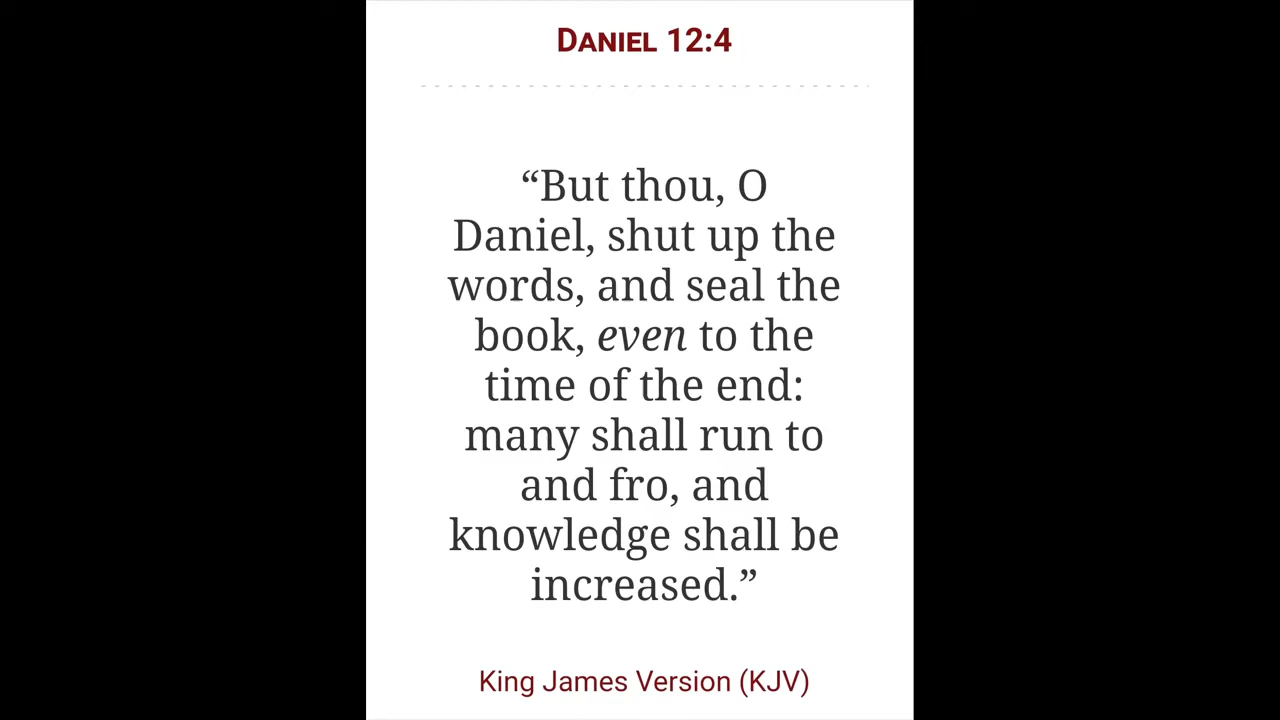 DANIEL 12:4
“But thou, O
Daniel, shut up the
words, and seal the
book, even to the
time of the end:
many shall run to
and fro, and
knowledge shall be
increased.”
King James Version (KJV)